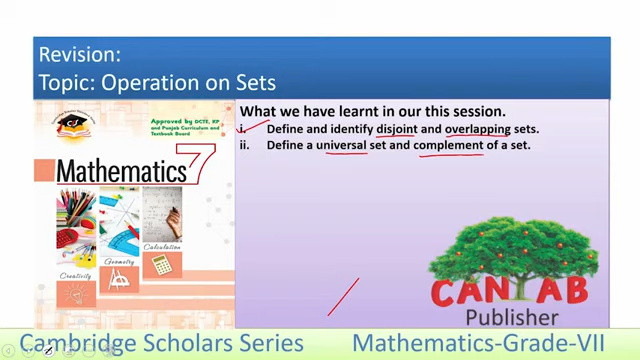 Revision:
Topic: Operation on Sets
What we have learnt in our this session.
i. Define and identify disjoint and overlapping sets.
ii. Define a universal set and complement of a set.
Approved by DCTE, KP
and Punjab Curriculum and
Textbook Board
Mathematics 7
Calculation
Geometry
Creativity
CANTAB
Publisher
Cambridge Scholars Series Mathematics-Grade-VII